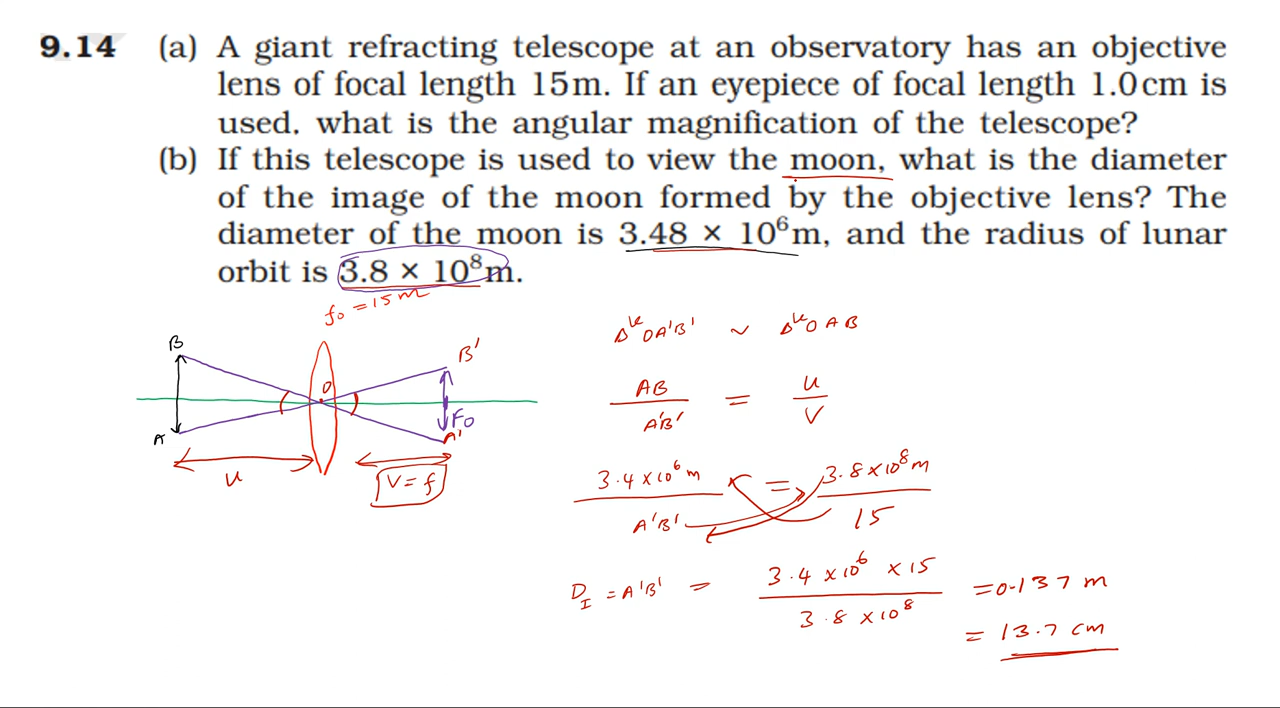 9.14 (a) A giant refracting telescope at an observatory has an objective
lens of focal length 15m. If an eyepiece of focal length 1.0cm is
used, what is the angular magnification of the telescope?
(b) If this telescope is used to view the moon, what is the diameter
of the image of the moon formed by the objective lens? The
diameter of the moon is 3.48 × 10⁶m, and the radius of lunar
orbit is 3.8 × 10⁸m.
f₀ = 15 m
B
B'
O
F₀
A
A'
u
V = f
Δˡᵉ OA'B' ~ Δˡᵉ OAB
AB / A'B' = u / V
3.4 × 10⁶ m / A'B' = 3.8 × 10⁸ m / 15
D_I = A'B' = 3.4 × 10⁶ × 15 / 3.8 × 10⁸ = 0.137 m
= 13.7 cm